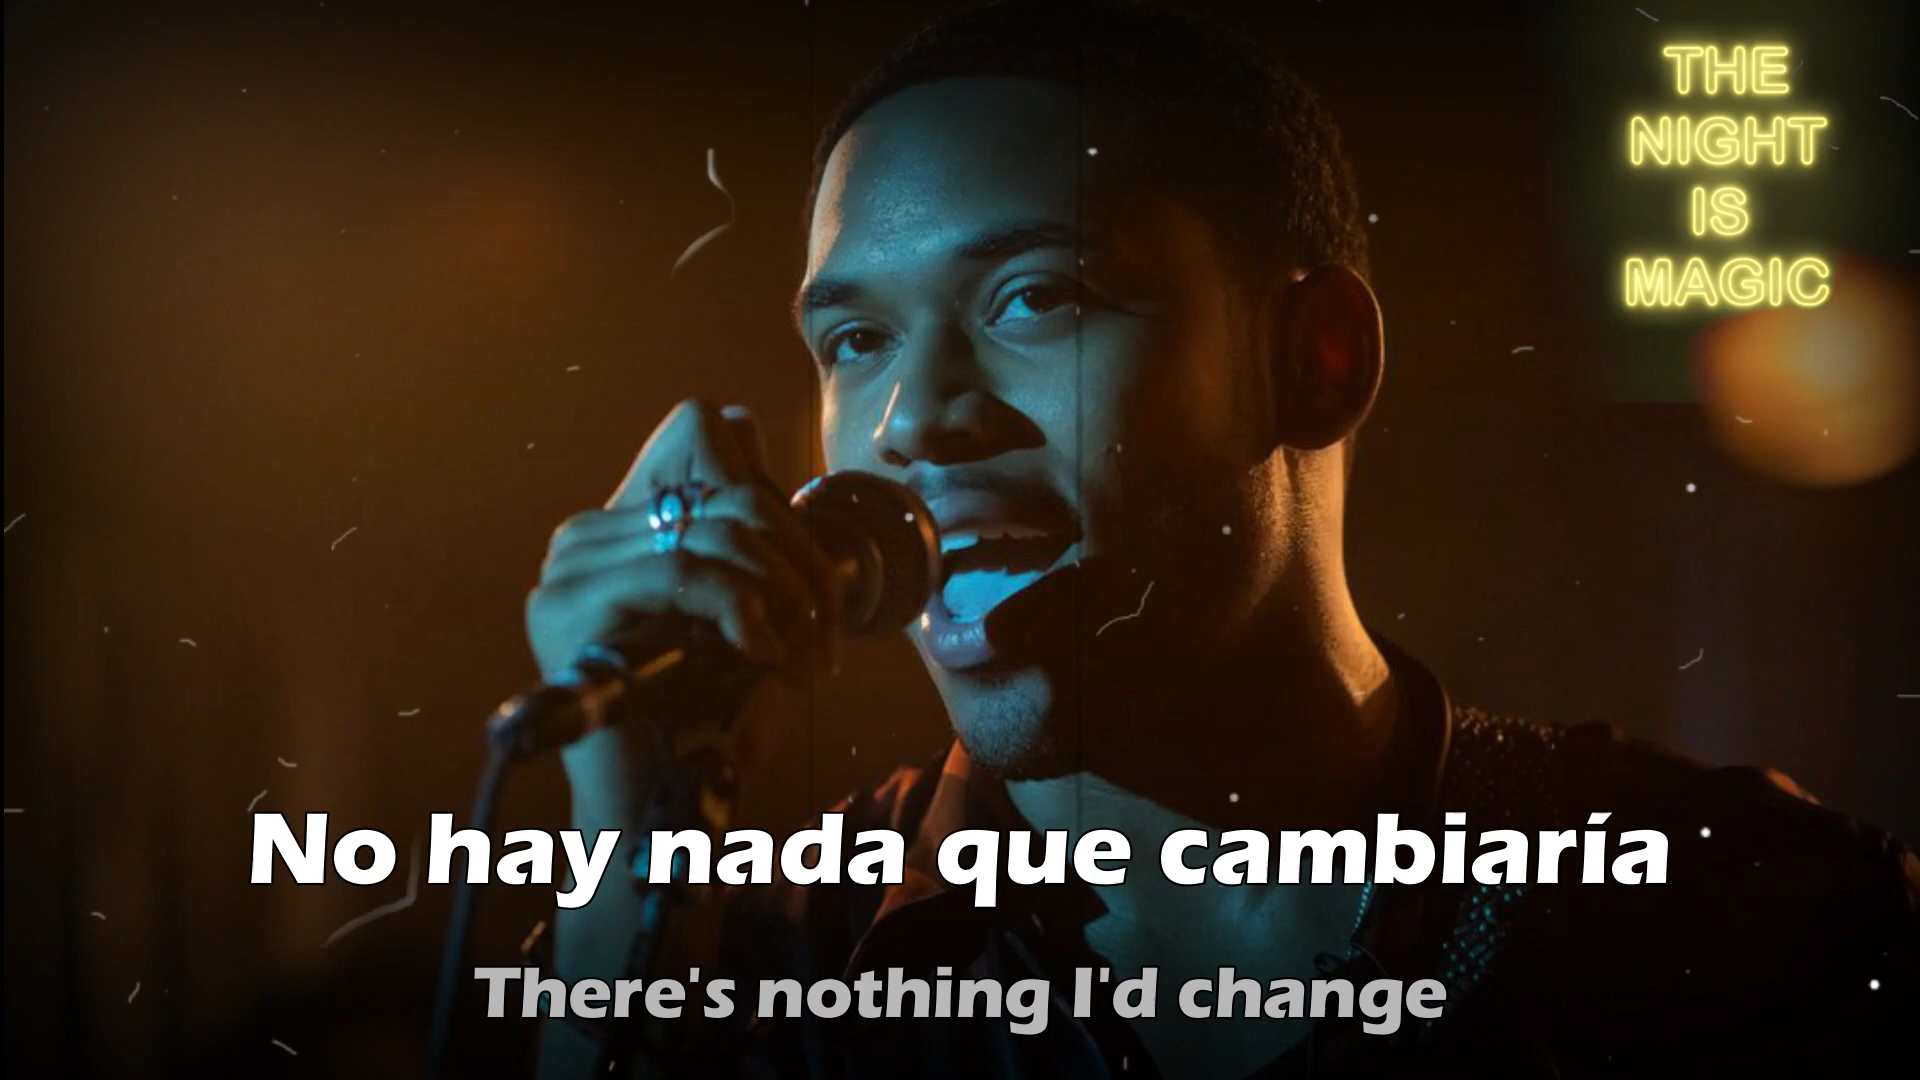 THE
NIGHT
IS
MAGIC
No hay nada que cambiaría
There's nothing I'd change